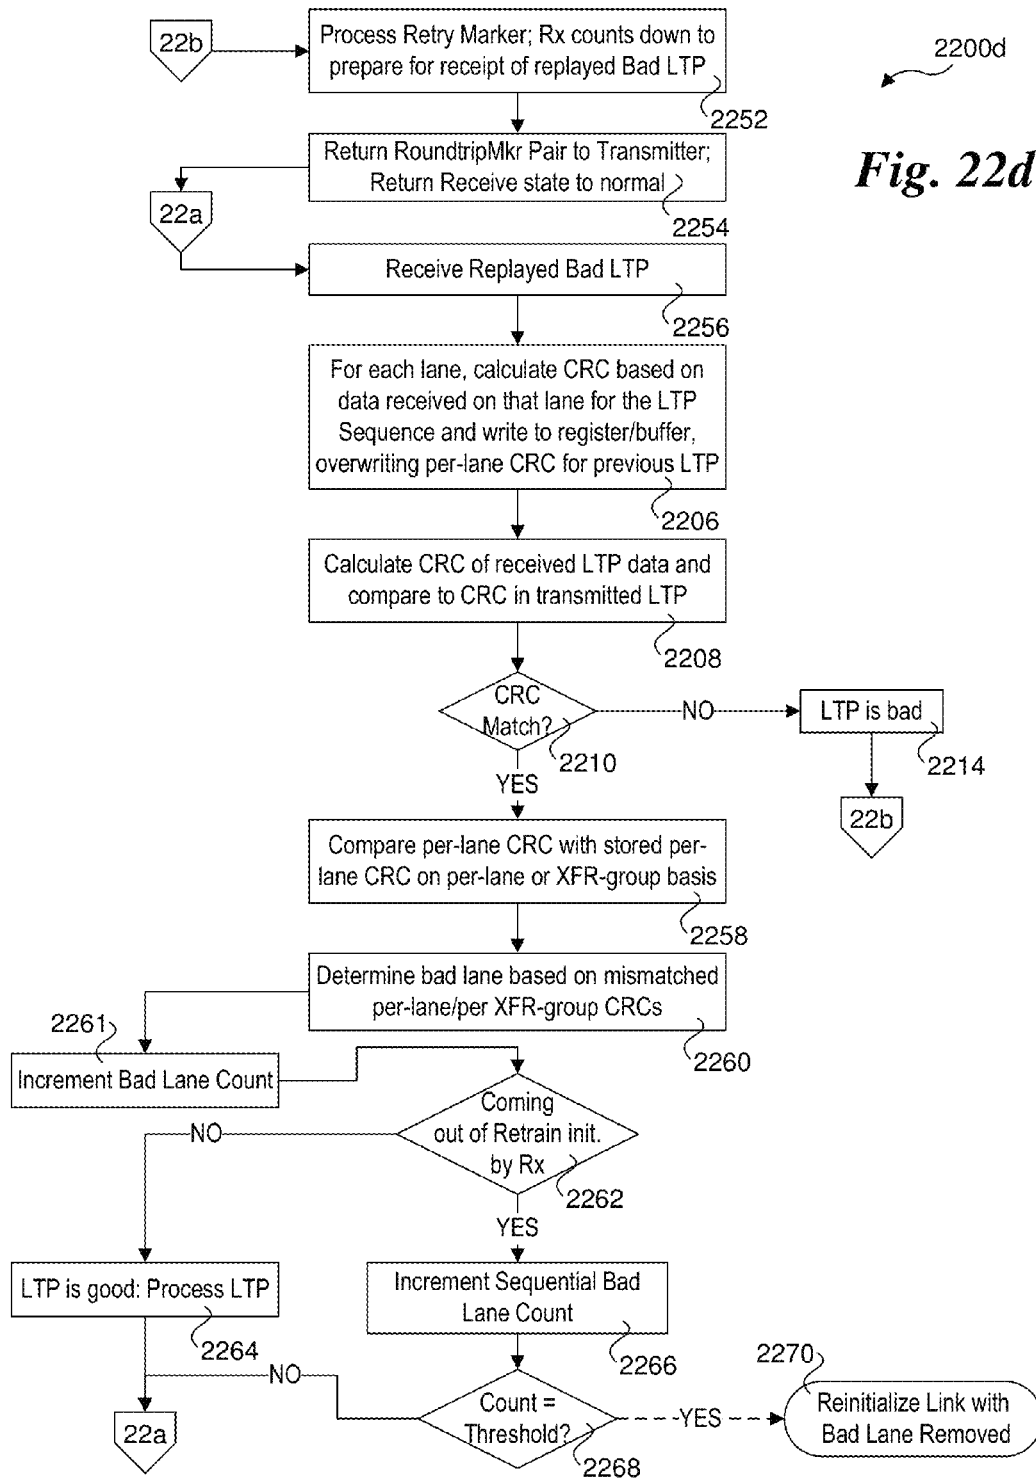 22b
Process Retry Marker; Rx counts down to
prepare for receipt of replayed Bad LTP
2252
2200d
Fig. 22d
Return RoundtripMkr Pair to Transmitter;
Return Receive state to normal
2254
22a
Receive Replayed Bad LTP
2256
For each lane, calculate CRC based on
data received on that lane for the LTP
Sequence and write to register/buffer,
overwriting per-lane CRC for previous LTP
2206
Calculate CRC of received LTP data and
compare to CRC in transmitted LTP
2208
CRC
Match?
2210
NO
LTP is bad
2214
22b
YES
Compare per-lane CRC with stored per-
lane CRC on per-lane or XFR-group basis
2258
Determine bad lane based on mismatched
per-lane/per XFR-group CRCs
2260
2261
Increment Bad Lane Count
Coming
out of Retrain init.
by Rx
2262
NO
YES
LTP is good: Process LTP
2264
Increment Sequential Bad
Lane Count
2266
Count =
Threshold?
2268
NO
22a
YES
2270
Reinitialize Link with
Bad Lane Removed